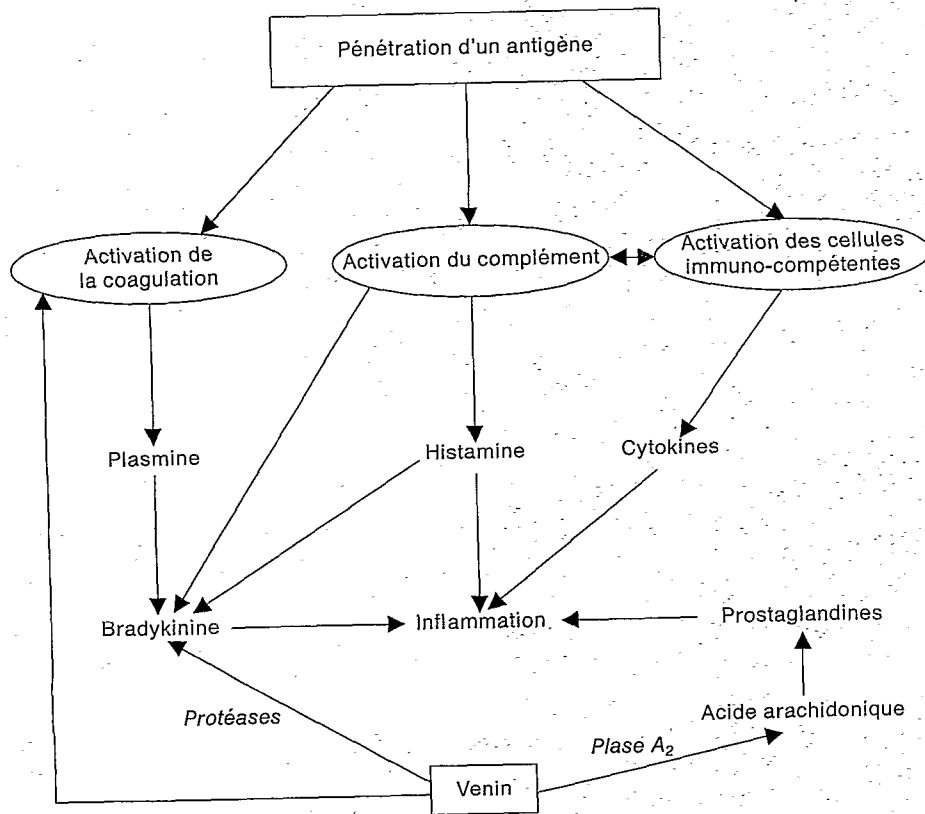 Pénétration d'un antigène
Activation de
la coagulation
Activation du complément
Activation des cellules
immuno-compétentes
Plasmine
Histamine
Cytokines
Bradykinine
Inflammation
Prostaglandines
Protéases
Acide arachidonique
Plase A₂
Venin